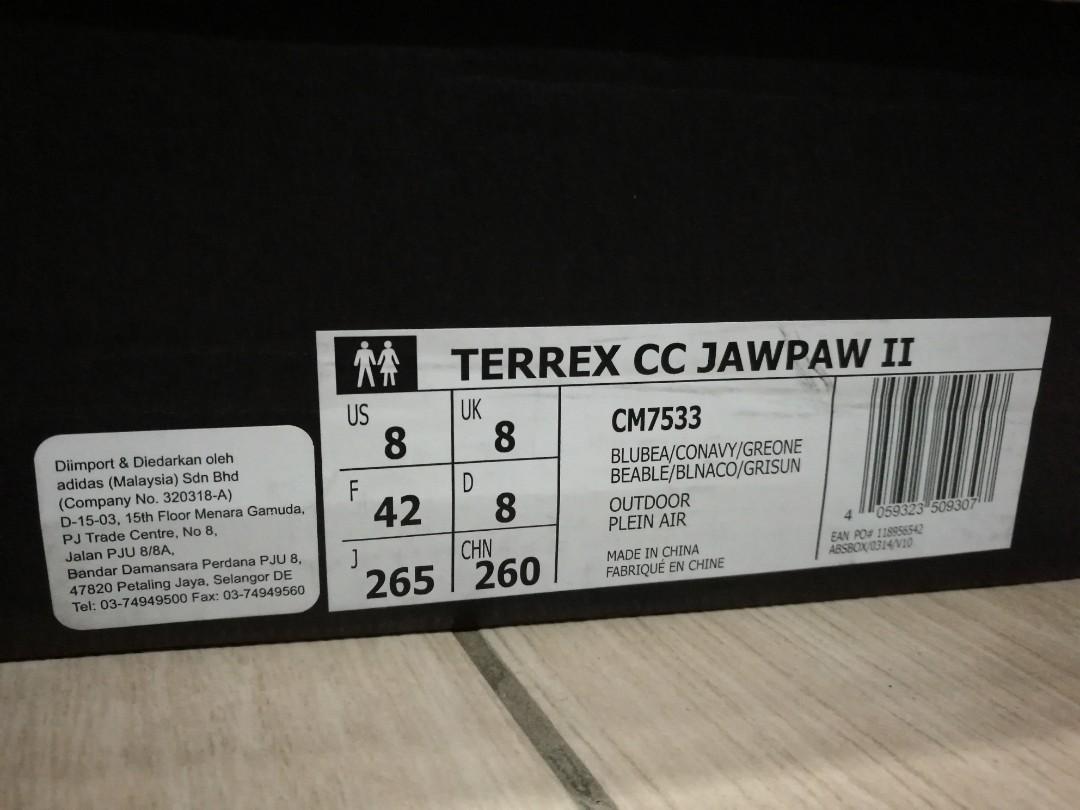 Diimport & Diedarkan oleh
adidas (Malaysia) Sdn Bhd
(Company No. 320318-A)
D-15-03, 15th Floor Menara Gamuda,
PJ Trade Centre, No 8,
Jalan PJU 8/8A,
Bandar Damansara Perdana PJU 8,
47820 Petaling Jaya, Selangor DE
Tel: 03-74949500 Fax: 03-74949560
TERREX CC JAWPAW II
US 8 UK 8
F 42 D 8
J 265 CHN 260
CM7533
BLUBEA/CONAVY/GREONE
BEABLE/BLNACO/GRISUN
OUTDOOR
PLEIN AIR
MADE IN CHINA
FABRIQUÉ EN CHINE
4 059323 509307
EAN PO# 118956542
ABSBOX/0314/V10